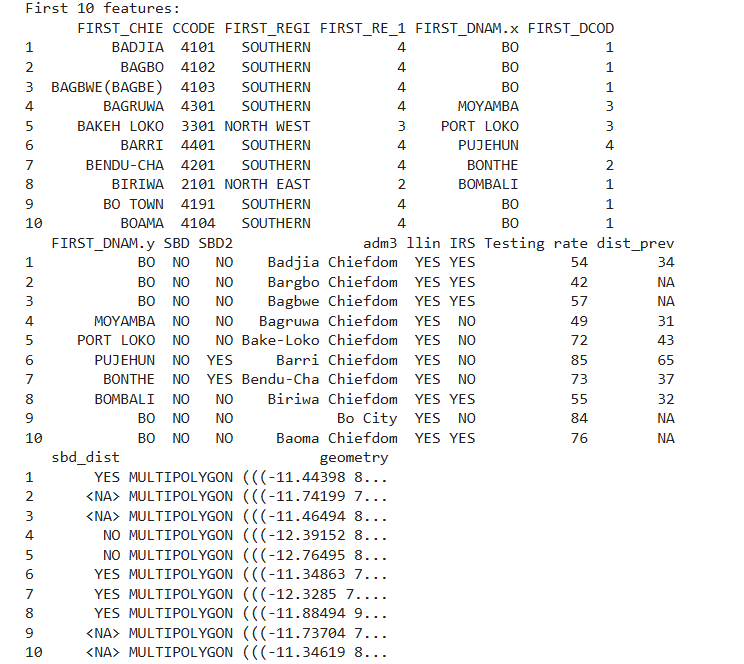 First 10 features:
FIRST_CHIE CCODE FIRST_REGI FIRST_RE_1 FIRST_DNAM.x FIRST_DCOD
1 BADJIA 4101 SOUTHERN 4 BO 1
2 BAGBO 4102 SOUTHERN 4 BO 1
3 BAGBWE(BAGBE) 4103 SOUTHERN 4 BO 1
4 BAGRUWA 4301 SOUTHERN 4 MOYAMBA 3
5 BAKEH LOKO 3301 NORTH WEST 3 PORT LOKO 3
6 BARRI 4401 SOUTHERN 4 PUJEHUN 4
7 BENDU-CHA 4201 SOUTHERN 4 BONTHE 2
8 BIRIWA 2101 NORTH EAST 2 BOMBALI 1
9 BO TOWN 4191 SOUTHERN 4 BO 1
10 BOAMA 4104 SOUTHERN 4 BO 1
FIRST_DNAM.y SBD SBD2 adm3 llin IRS Testing rate dist_prev
1 BO NO NO Badjia Chiefdom YES YES 54 34
2 BO NO NO Bargbo Chiefdom YES YES 42 NA
3 BO NO NO Bagbwe Chiefdom YES YES 57 NA
4 MOYAMBA NO NO Bagruwa Chiefdom YES NO 49 31
5 PORT LOKO NO NO Bake-Loko Chiefdom YES NO 72 43
6 PUJEHUN NO YES Barri Chiefdom YES NO 85 65
7 BONTHE NO YES Bendu-Cha Chiefdom YES NO 73 37
8 BOMBALI NO NO Biriwa Chiefdom YES YES 55 32
9 BO NO NO Bo City YES NO 84 NA
10 BO NO NO Baoma Chiefdom YES YES 76 NA
sbd_dist geometry
1 YES MULTIPOLYGON (((-11.44398 8...
2 <NA> MULTIPOLYGON (((-11.74199 7...
3 <NA> MULTIPOLYGON (((-11.46494 8...
4 NO MULTIPOLYGON (((-12.39152 8...
5 NO MULTIPOLYGON (((-12.76495 8...
6 YES MULTIPOLYGON (((-11.34863 7...
7 YES MULTIPOLYGON (((-12.3285 7....
8 YES MULTIPOLYGON (((-11.88494 9...
9 <NA> MULTIPOLYGON (((-11.73704 7...
10 <NA> MULTIPOLYGON (((-11.34619 8...